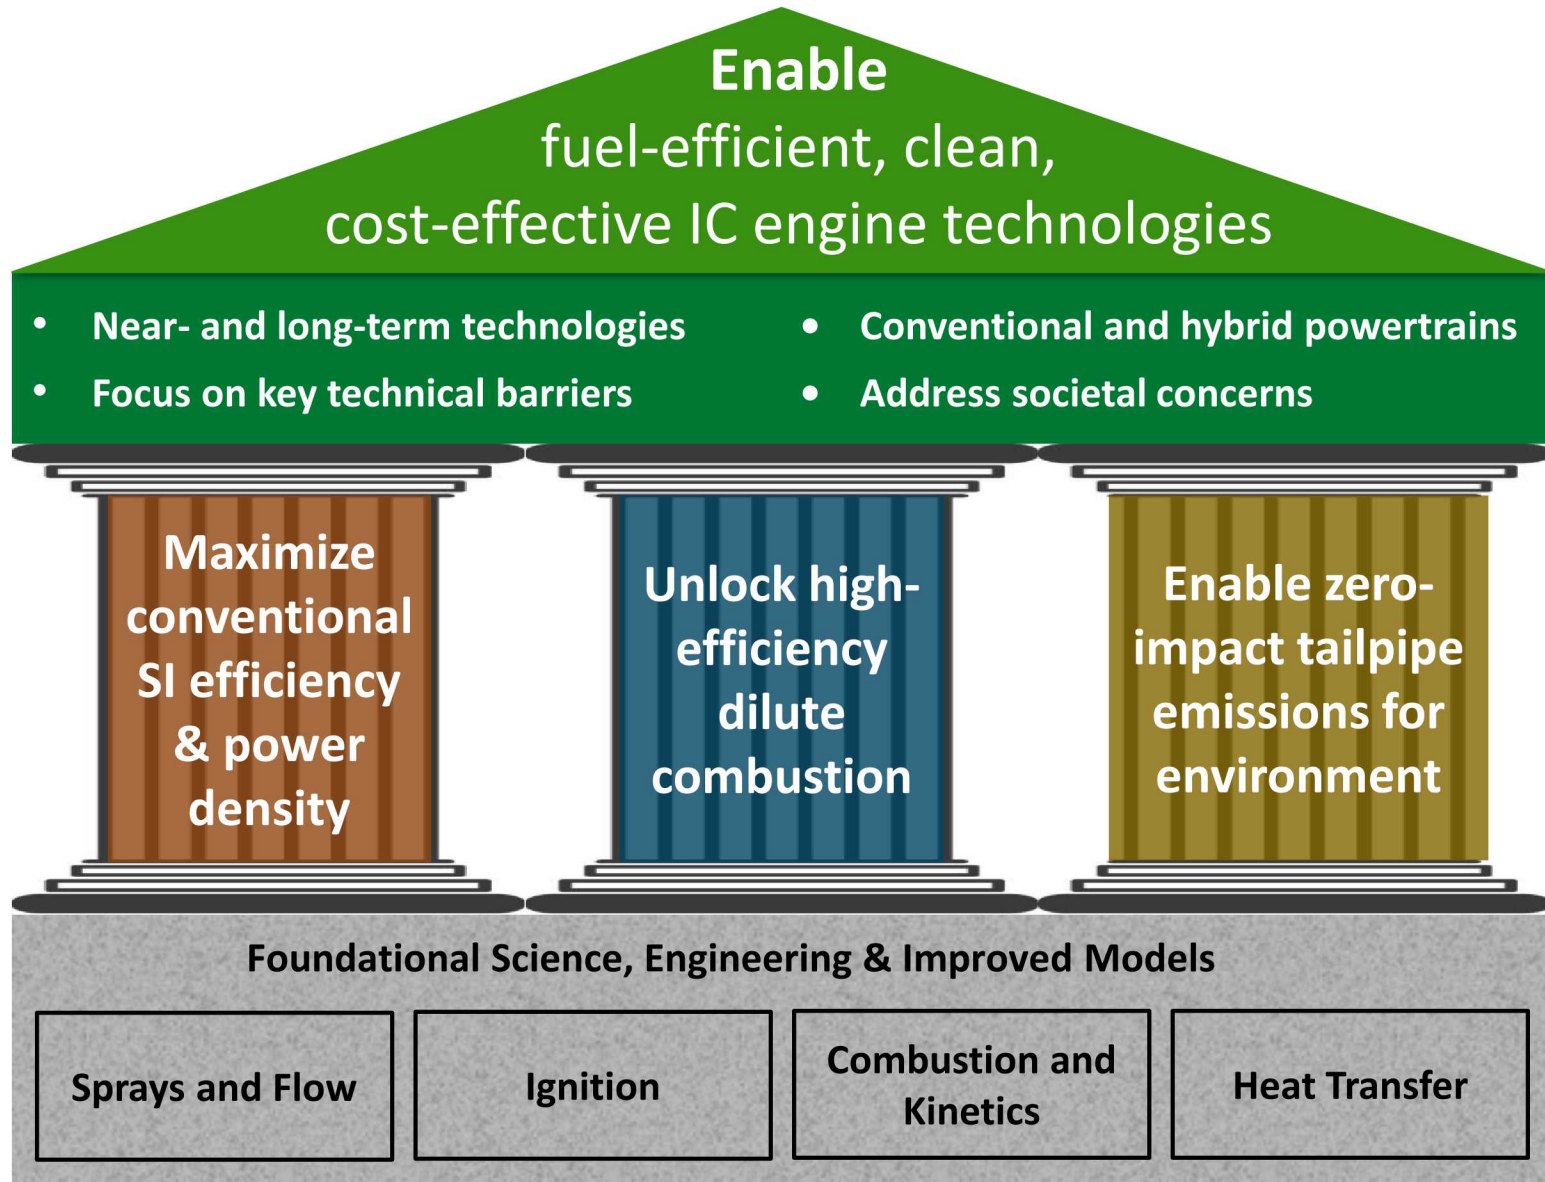 Enable
fuel-efficient, clean,
cost-effective IC engine technologies
• Near- and long-term technologies
• Focus on key technical barriers
• Conventional and hybrid powertrains
• Address societal concerns
Maximize
conventional
SI efficiency
& power
density
Unlock high-
efficiency
dilute
combustion
Enable zero-
impact tailpipe
emissions for
environment
Foundational Science, Engineering & Improved Models
Sprays and Flow
Ignition
Combustion and
Kinetics
Heat Transfer